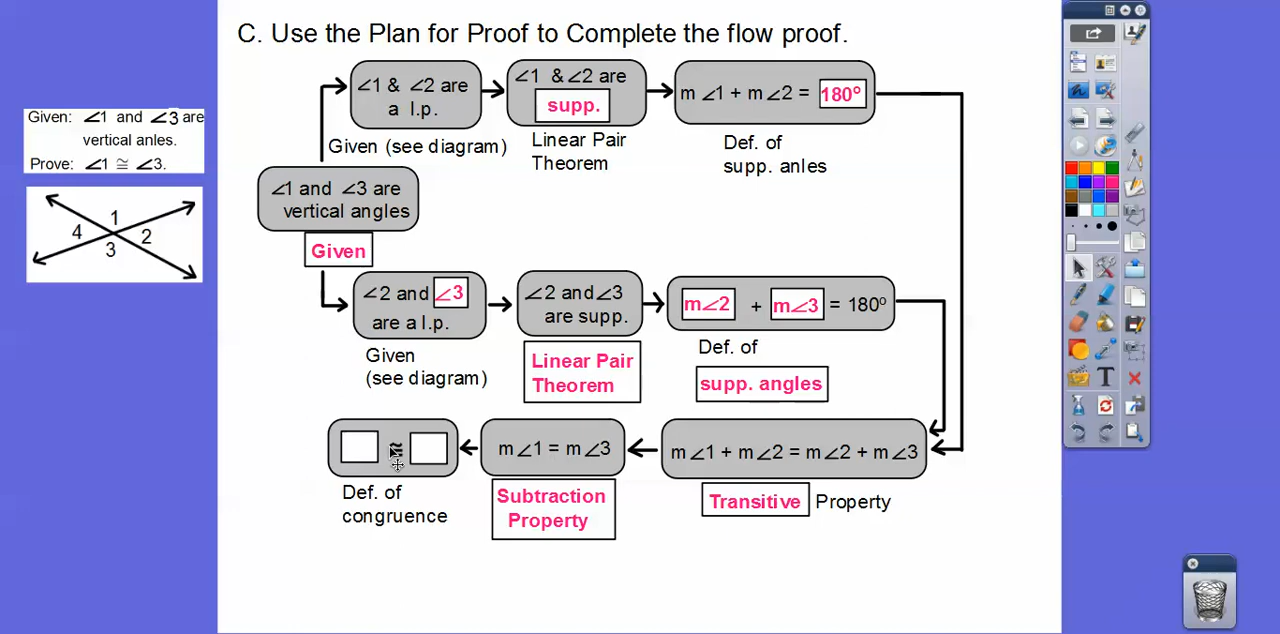 C. Use the Plan for Proof to Complete the flow proof.
Given: ∠1 and ∠3 are
vertical anles.
Prove: ∠1 ≅ ∠3.
1
4
2
3
∠1 & ∠2 are
a l.p.
Given (see diagram)
∠1 & ∠2 are
supp.
Linear Pair
Theorem
m∠1 + m∠2 = 180°
Def. of
supp. anles
∠1 and ∠3 are
vertical angles
Given
∠2 and ∠3
are a l.p.
Given
(see diagram)
∠2 and∠3
are supp.
Linear Pair
Theorem
m∠2 + m∠3 = 180º
Def. of
supp. angles
≅
Def. of
congruence
m∠1 = m∠3
Subtraction
Property
m∠1 + m∠2 = m∠2 + m∠3
Transitive Property
T